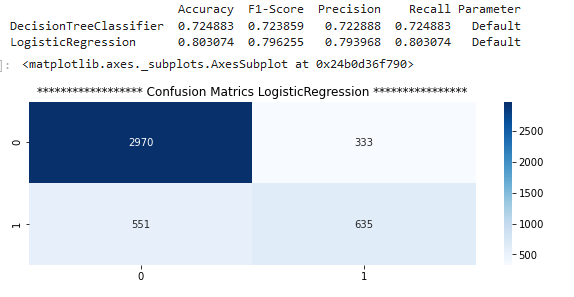 Accuracy F1-Score Precision Recall Parameter
DecisionTreeClassifier 0.724883 0.723859 0.722888 0.724883 Default
LogisticRegression 0.803074 0.796255 0.793968 0.803074 Default
]: <matplotlib.axes._subplots.AxesSubplot at 0x24b0d36f790>
****************** Confusion Matrics LogisticRegression ****************
0 2970 333
1 551 635
0 1
2500
2000
1500
1000
500